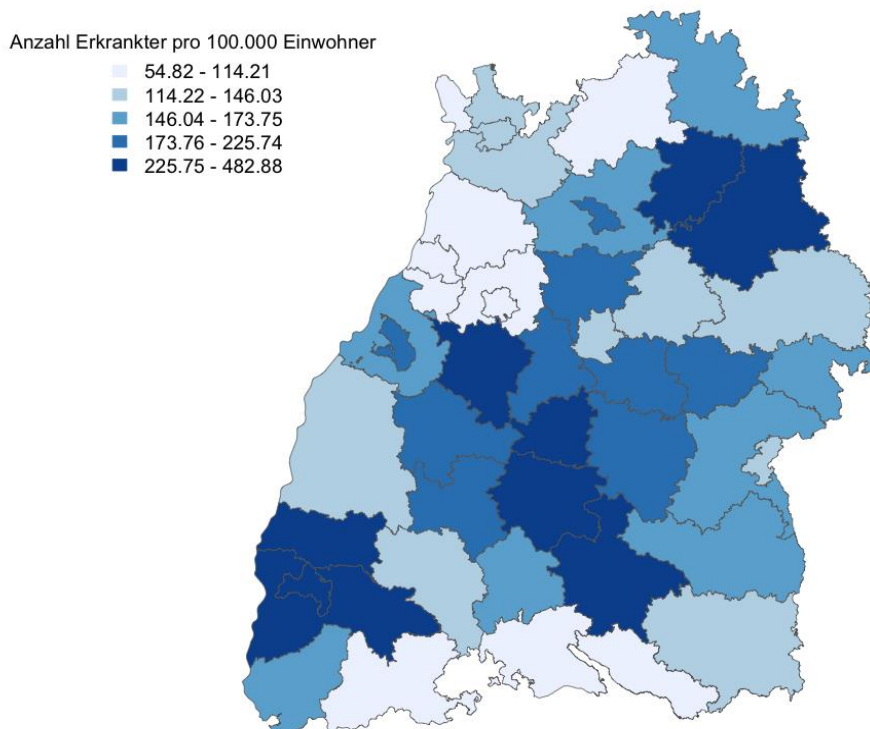 Anzahl Erkrankter pro 100.000 Einwohner
54.82 - 114.21
114.22 - 146.03
146.04 - 173.75
173.76 - 225.74
225.75 - 482.88